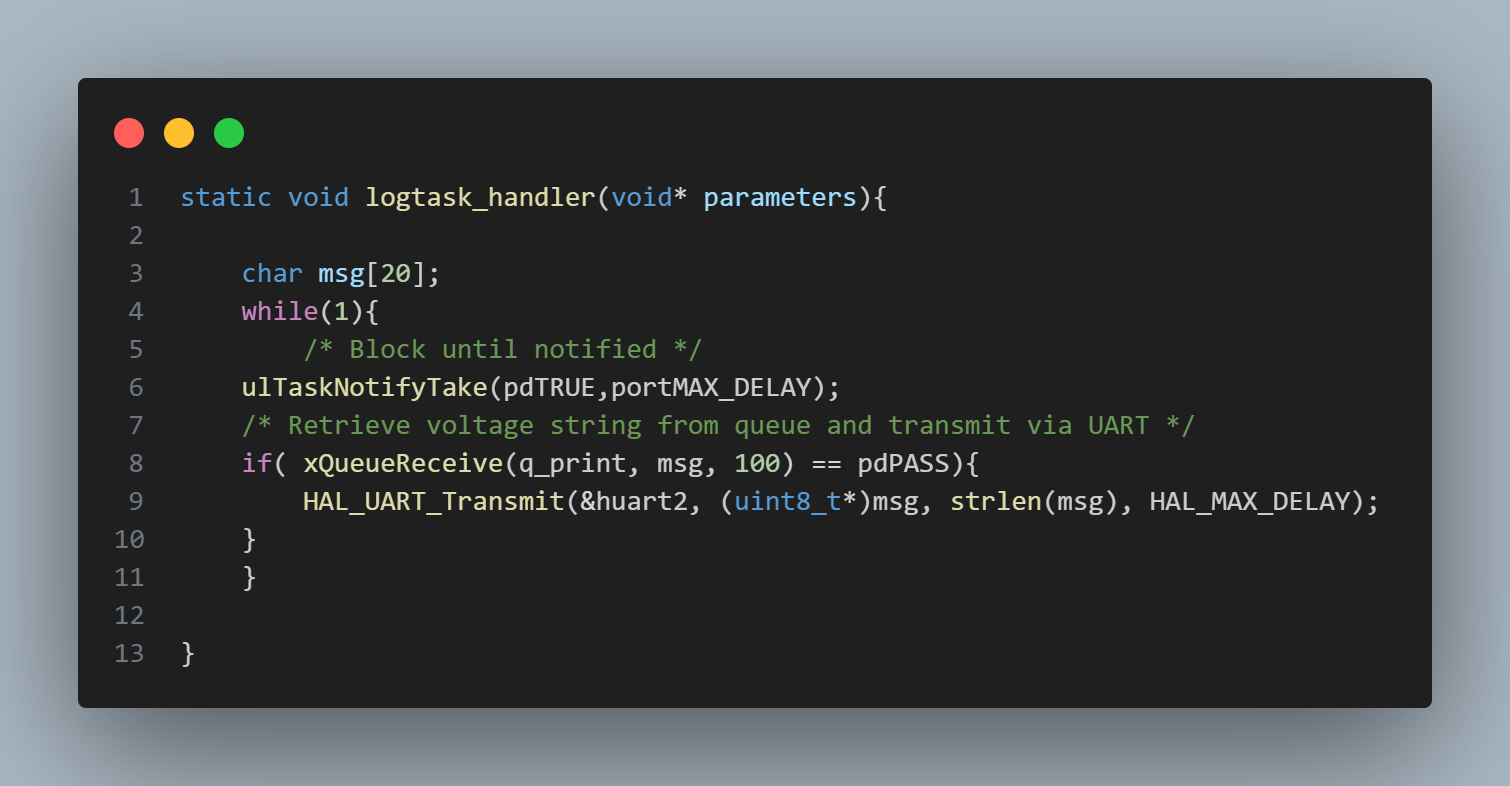 1 static void logtask_handler(void* parameters){
2
3     char msg[20];
4     while(1){
5         /* Block until notified */
6     ulTaskNotifyTake(pdTRUE,portMAX_DELAY);
7     /* Retrieve voltage string from queue and transmit via UART */
8     if( xQueueReceive(q_print, msg, 100) == pdPASS){
9         HAL_UART_Transmit(&huart2, (uint8_t*)msg, strlen(msg), HAL_MAX_DELAY);
10     }
11     }
12
13 }